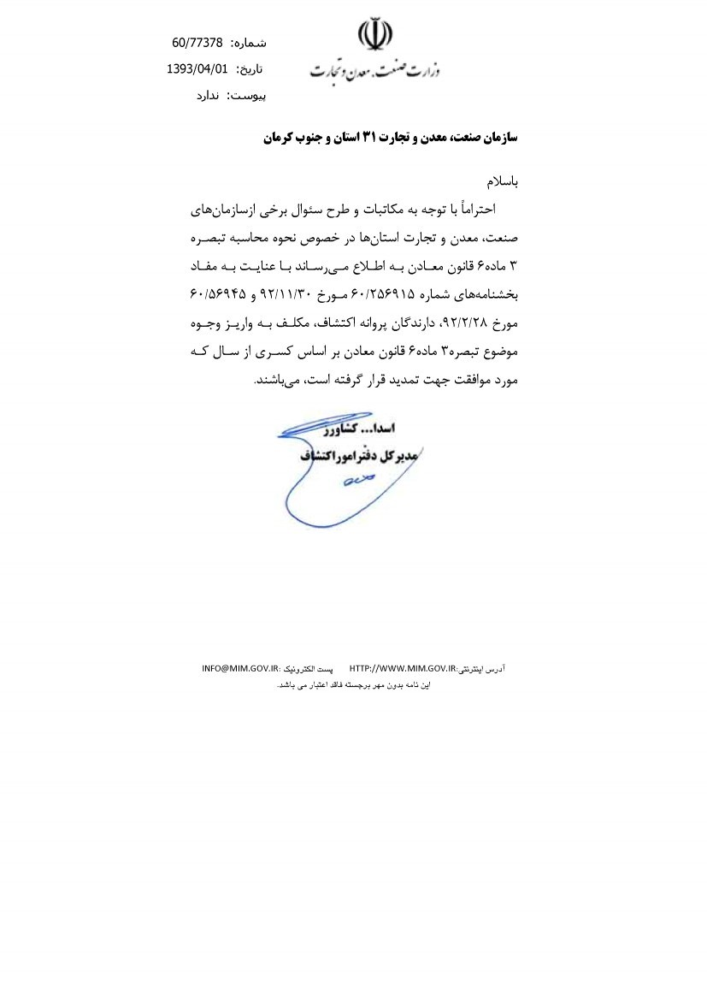 وزارت صنعت، معدن و تجارت
شماره: 60/77378
تاریخ: 1393/04/01
پیوست: ندارد
سازمان صنعت، معدن و تجارت ۳۱ استان و جنوب کرمان
باسلام
احتراماً با توجه به مکاتبات و طرح سئوال برخی ازسازمان‌های
صنعت، معدن و تجارت استان‌ها در خصوص نحوه محاسبه تبصره
۳ ماده۶ قانون معادن به اطلاع می‌رساند با عنایت به مفاد
بخشنامه‌های شماره ۶۰/۲۵۶۹۱۵ مورخ ۹۲/۱۱/۳۰ و ۶۰/۵۶۹۴۵
مورخ ۹۲/۲/۲۸، دارندگان پروانه اکتشاف، مکلف به واریز وجوه
موضوع تبصره۳ ماده۶ قانون معادن بر اساس کسری از سال که
مورد موافقت جهت تمدید قرار گرفته است، می‌باشند.
اسدا... کشاورز
مدیرکل دفتر امور اکتشاف
آدرس اینترنتی:HTTP://WWW.MIM.GOV.IR پست الکترونیک :INFO@MIM.GOV.IR
این نامه بدون مهر برجسته فاقد اعتبار می باشد.